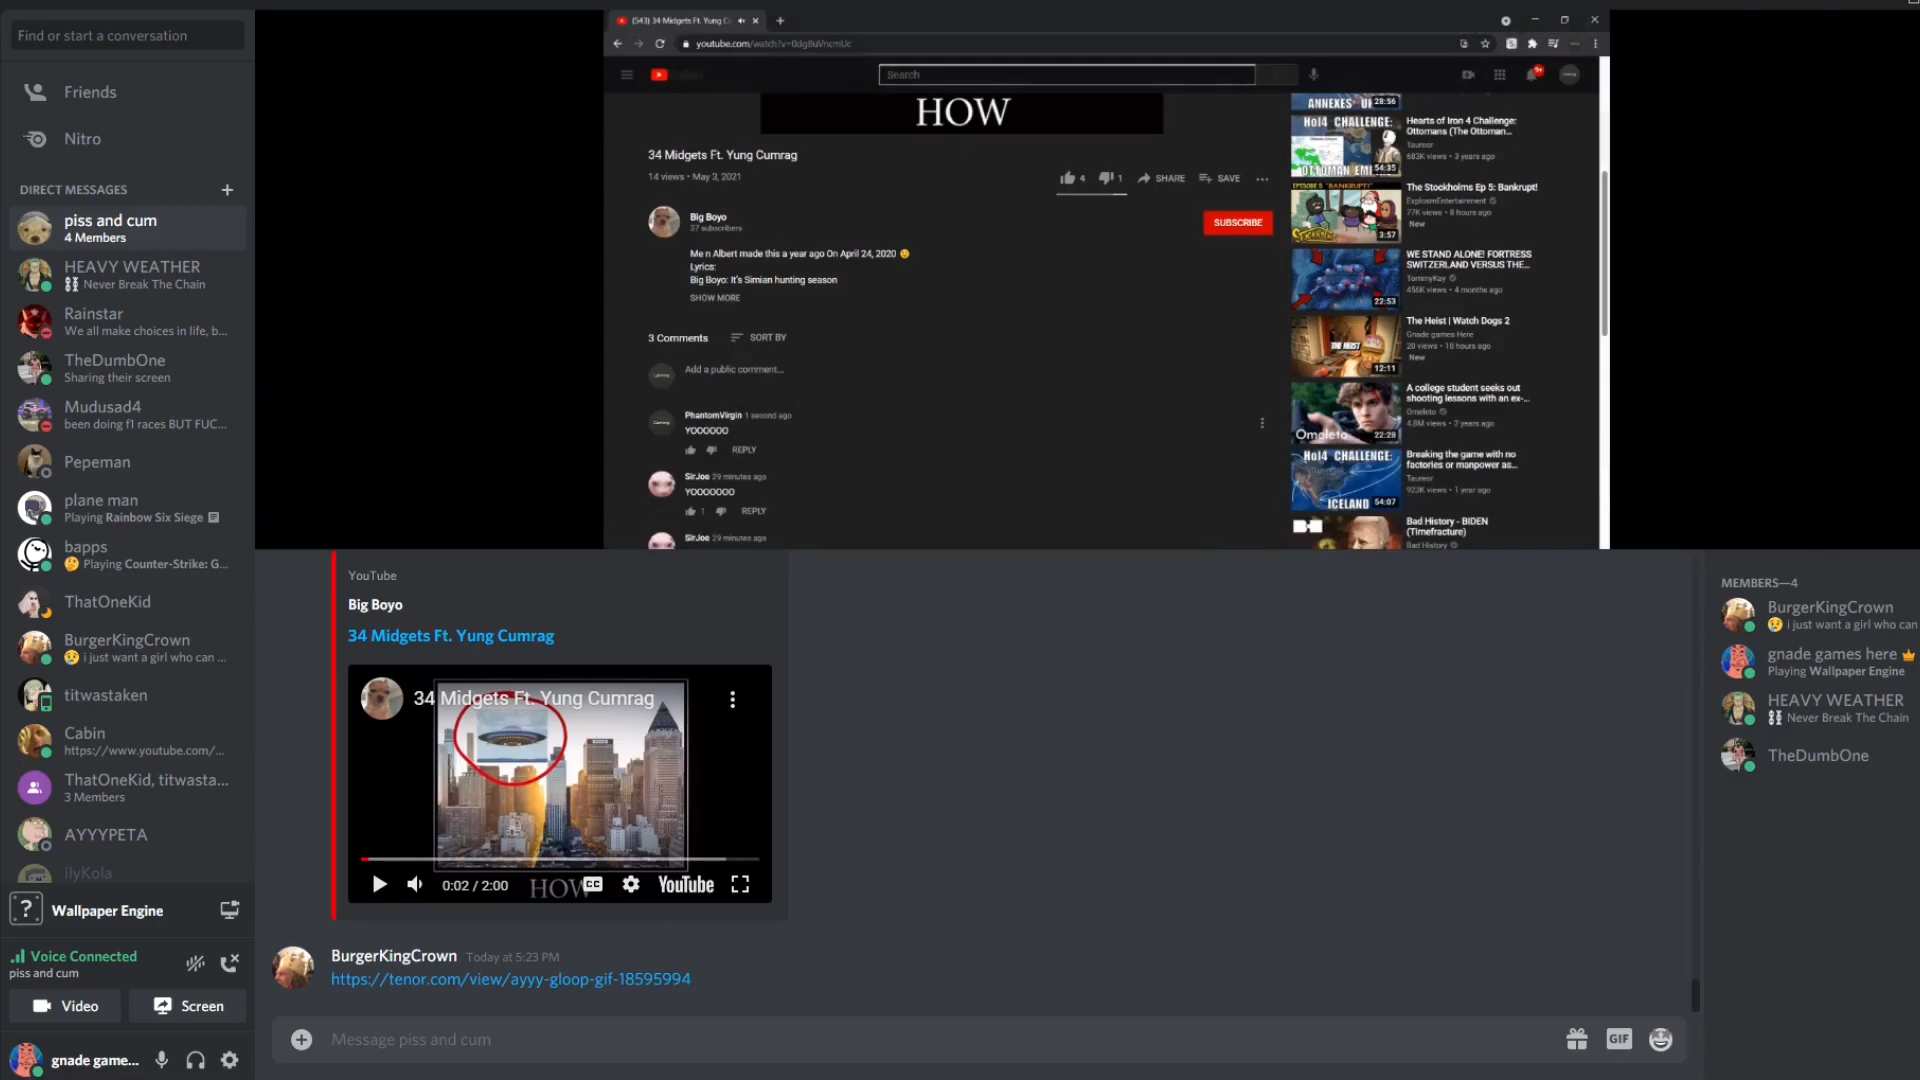 Find or start a conversation
Friends
Nitro
DIRECT MESSAGES
piss and cum
4 Members
HEAVY WEATHER
Never Break The Chain
Rainstar
We all make choices in life, b...
TheDumbOne
Sharing their screen
Mudusad4
been doing f1 races BUT FUC...
Pepeman
plane man
Playing Rainbow Six Siege
bapps
Playing Counter-Strike: G...
ThatOneKid
BurgerKingCrown
i just want a girl who can ...
titwastaken
Cabin
https://www.youtube.com/...
ThatOneKid, titwasta...
3 Members
AYYYPETA
ilyKola
Wallpaper Engine
Voice Connected
piss and cum
Video
Screen
gnade game...
(543) 34 Midgets Ft. Yung C
youtube.com/watch?v=0dgBuVncmUc
Search
HOW
34 Midgets Ft. Yung Cumrag
14 views • May 3, 2021
4
1
SHARE
SAVE
Big Boyo
37 subscribers
SUBSCRIBE
Me n Albert made this a year ago On April 24, 2020
Lyrics:
Big Boyo: It's Simian hunting season
SHOW MORE
3 Comments
SORT BY
Add a public comment...
PhantomVirgin 1 second ago
YOOOOOO
REPLY
SirJoe 29 minutes ago
YOOOOOOO
1
REPLY
SirJoe 29 minutes ago
9+
28:56
HoI4 CHALLENGE:
OTTOMAN EMI
54:35
Hearts of Iron 4 Challenge:
Ottomans (The Ottoman...
Taureor
683K views • 3 years ago
EPISODE 5 "BANKRUPT!"
3:57
The Stockholms Ep 5: Bankrupt!
ExplosmEntertainment
77K views • 8 hours ago
New
22:53
WE STAND ALONE! FORTRESS
SWITZERLAND VERSUS THE...
TommyKay
456K views • 4 months ago
THE HEIST
12:11
The Heist | Watch Dogs 2
Gnade games Here
20 views • 18 hours ago
New
Omeleto
22:28
A college student seeks out
shooting lessons with an ex-...
Omeleto
4.8M views • 2 years ago
HoI4 CHALLENGE:
ICELAND
54:07
Breaking the game with no
factories or manpower as...
Taureor
923K views • 1 year ago
Bad History - BIDEN
(Timefracture)
Bad History
YouTube
Big Boyo
34 Midgets Ft. Yung Cumrag
34 Midgets Ft. Yung Cumrag
0:02 / 2:00
HOW
CC
YouTube
BurgerKingCrown Today at 5:23 PM
https://tenor.com/view/ayyy-gloop-gif-18595994
Message piss and cum
GIF
MEMBERS—4
BurgerKingCrown
i just want a girl who can
gnade games here
Playing Wallpaper Engine
HEAVY WEATHER
Never Break The Chain
TheDumbOne